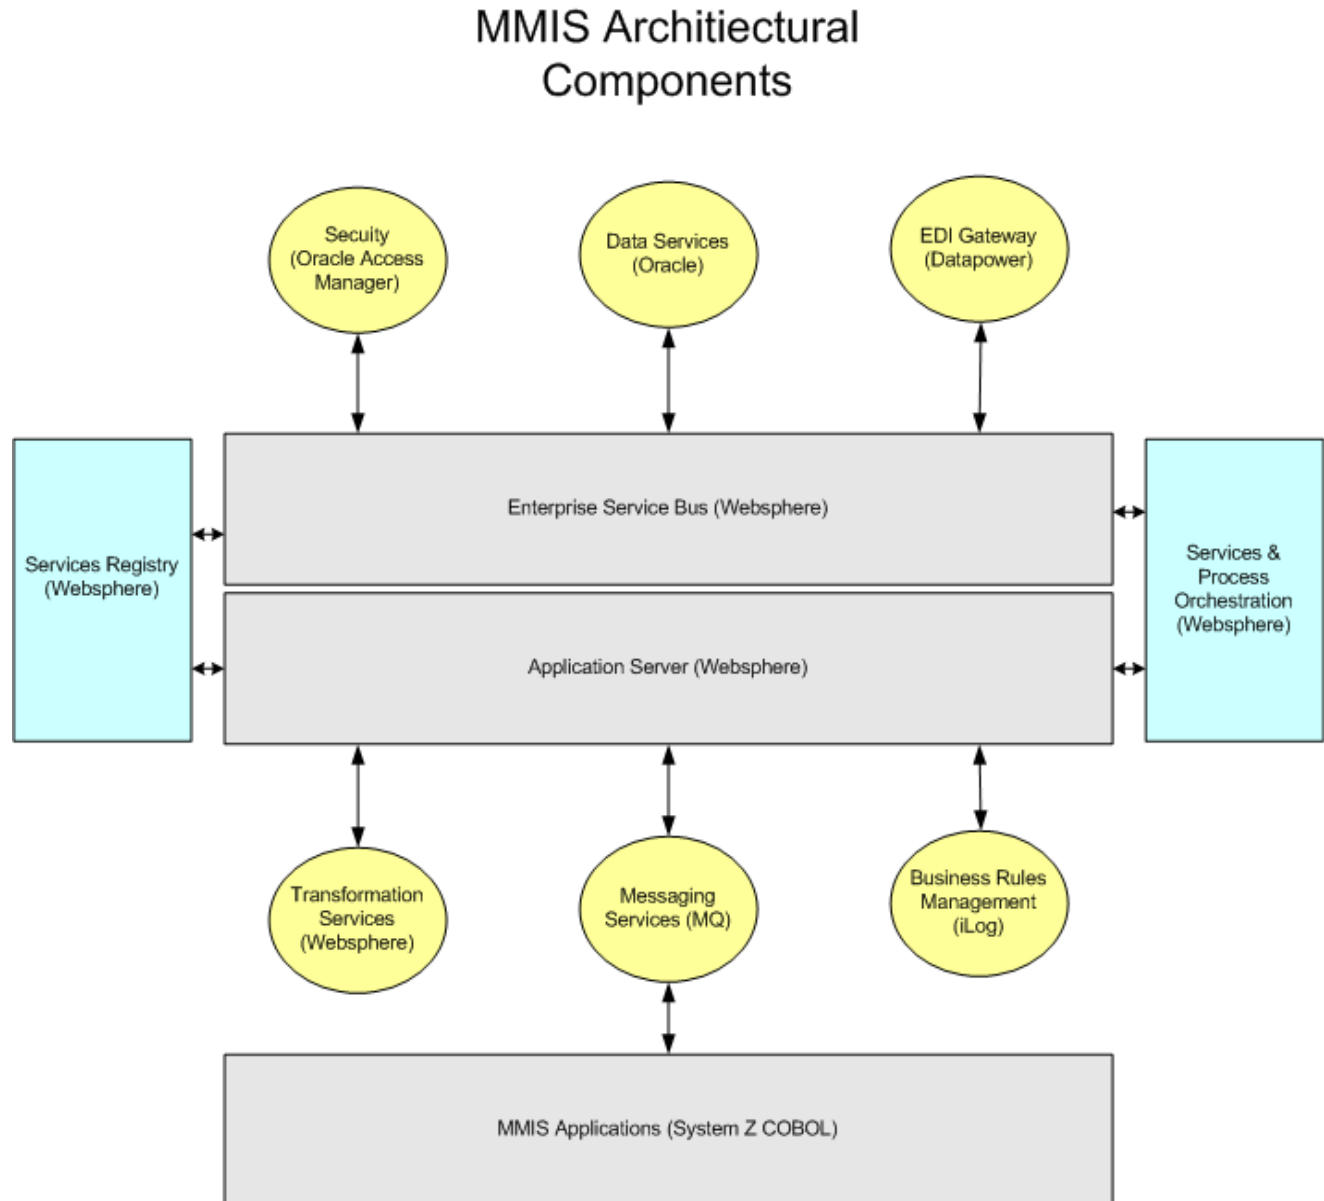 MMIS Architiectural
Components
Secuity
(Oracle Access
Manager)
Data Services
(Oracle)
EDI Gateway
(Datapower)
Enterprise Service Bus (Websphere)
Services Registry
(Websphere)
Services &
Process
Orchestration
(Websphere)
Application Server (Websphere)
Transformation
Services
(Websphere)
Messaging
Services (MQ)
Business Rules
Management
(iLog)
MMIS Applications (System Z COBOL)